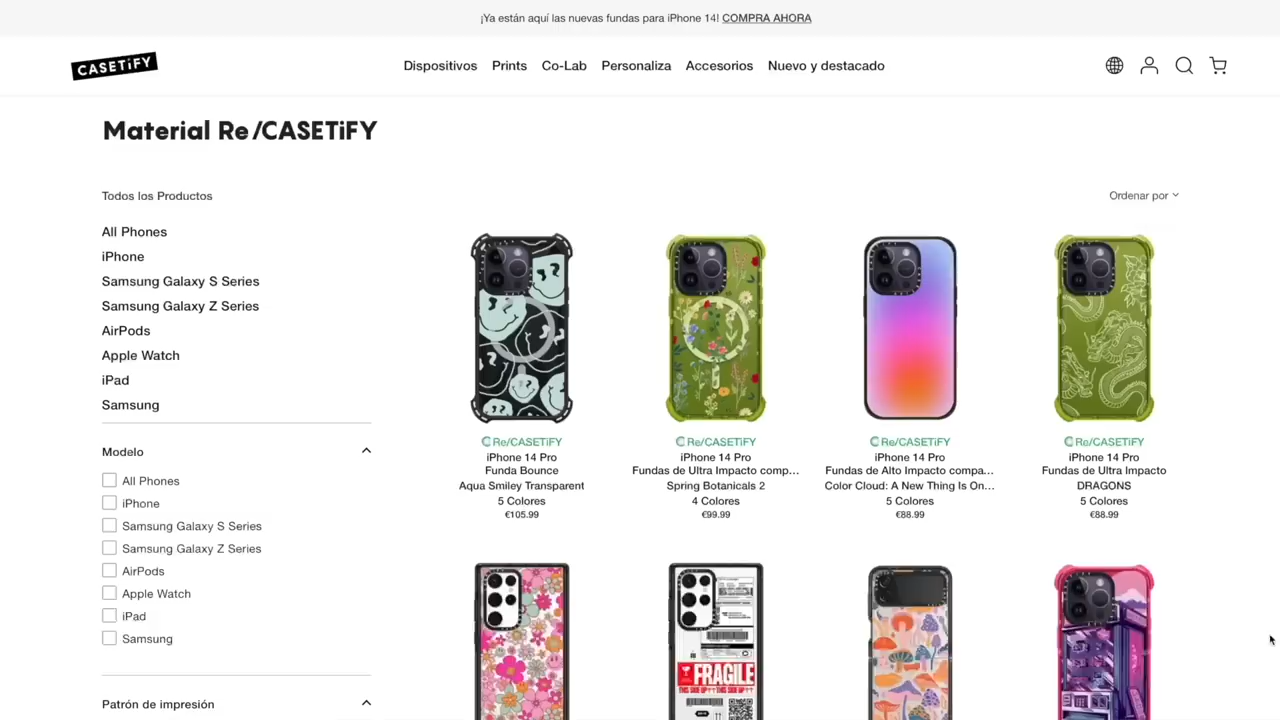 ¡Ya están aquí las nuevas fundas para iPhone 14! COMPRA AHORA
CASETiFY
Dispositivos Prints Co-Lab Personaliza Accesorios Nuevo y destacado
Material Re/CASETiFY
Todos los Productos
Ordenar por
All Phones
iPhone
Samsung Galaxy S Series
Samsung Galaxy Z Series
AirPods
Apple Watch
iPad
Samsung
Modelo
All Phones
iPhone
Samsung Galaxy S Series
Samsung Galaxy Z Series
AirPods
Apple Watch
iPad
Samsung
Patrón de impresión
Re/CASETiFY
iPhone 14 Pro
Funda Bounce
Aqua Smiley Transparent
5 Colores
€105.99
Re/CASETiFY
iPhone 14 Pro
Fundas de Ultra Impacto comp...
Spring Botanicals 2
4 Colores
€99.99
Re/CASETiFY
iPhone 14 Pro
Fundas de Alto Impacto compa...
Color Cloud: A New Thing Is On...
5 Colores
€88.99
Re/CASETiFY
iPhone 14 Pro
Fundas de Ultra Impacto
DRAGONS
5 Colores
€88.99
FRAGILE
THIS SIDE UP THIS SIDE UP